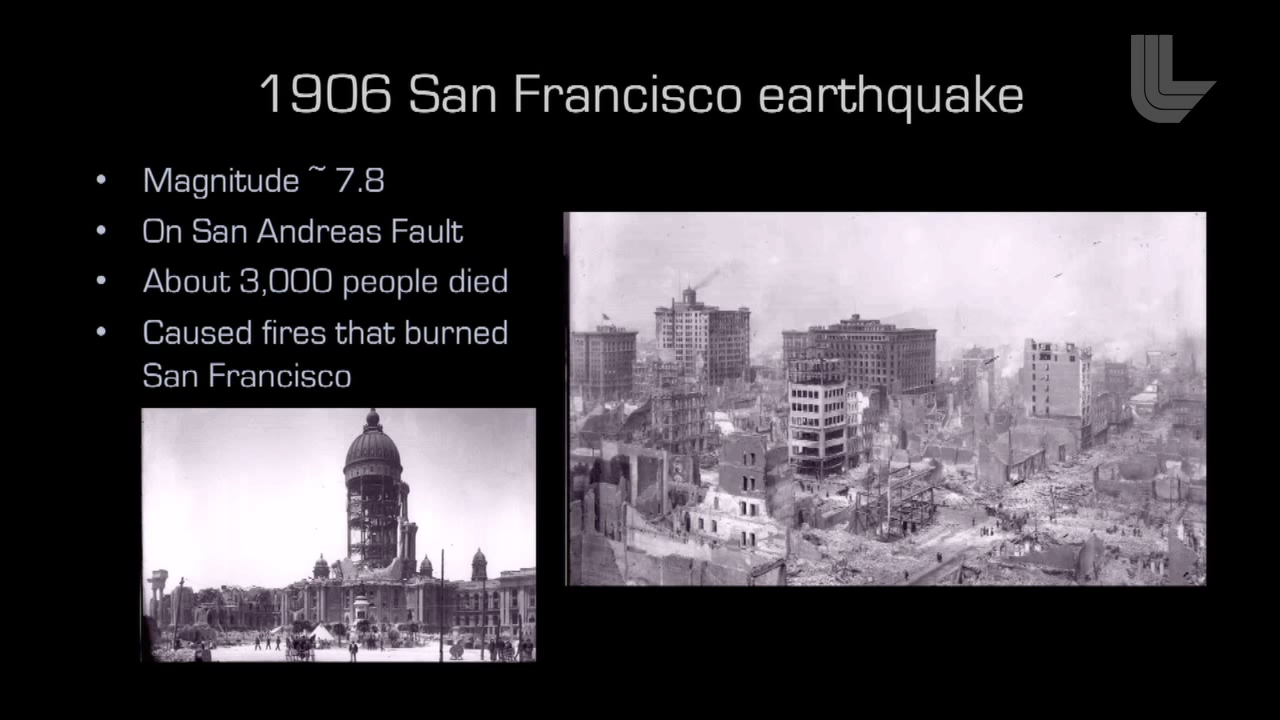 1906 San Francisco earthquake
• Magnitude ~ 7.8
• On San Andreas Fault
• About 3,000 people died
• Caused fires that burned
San Francisco